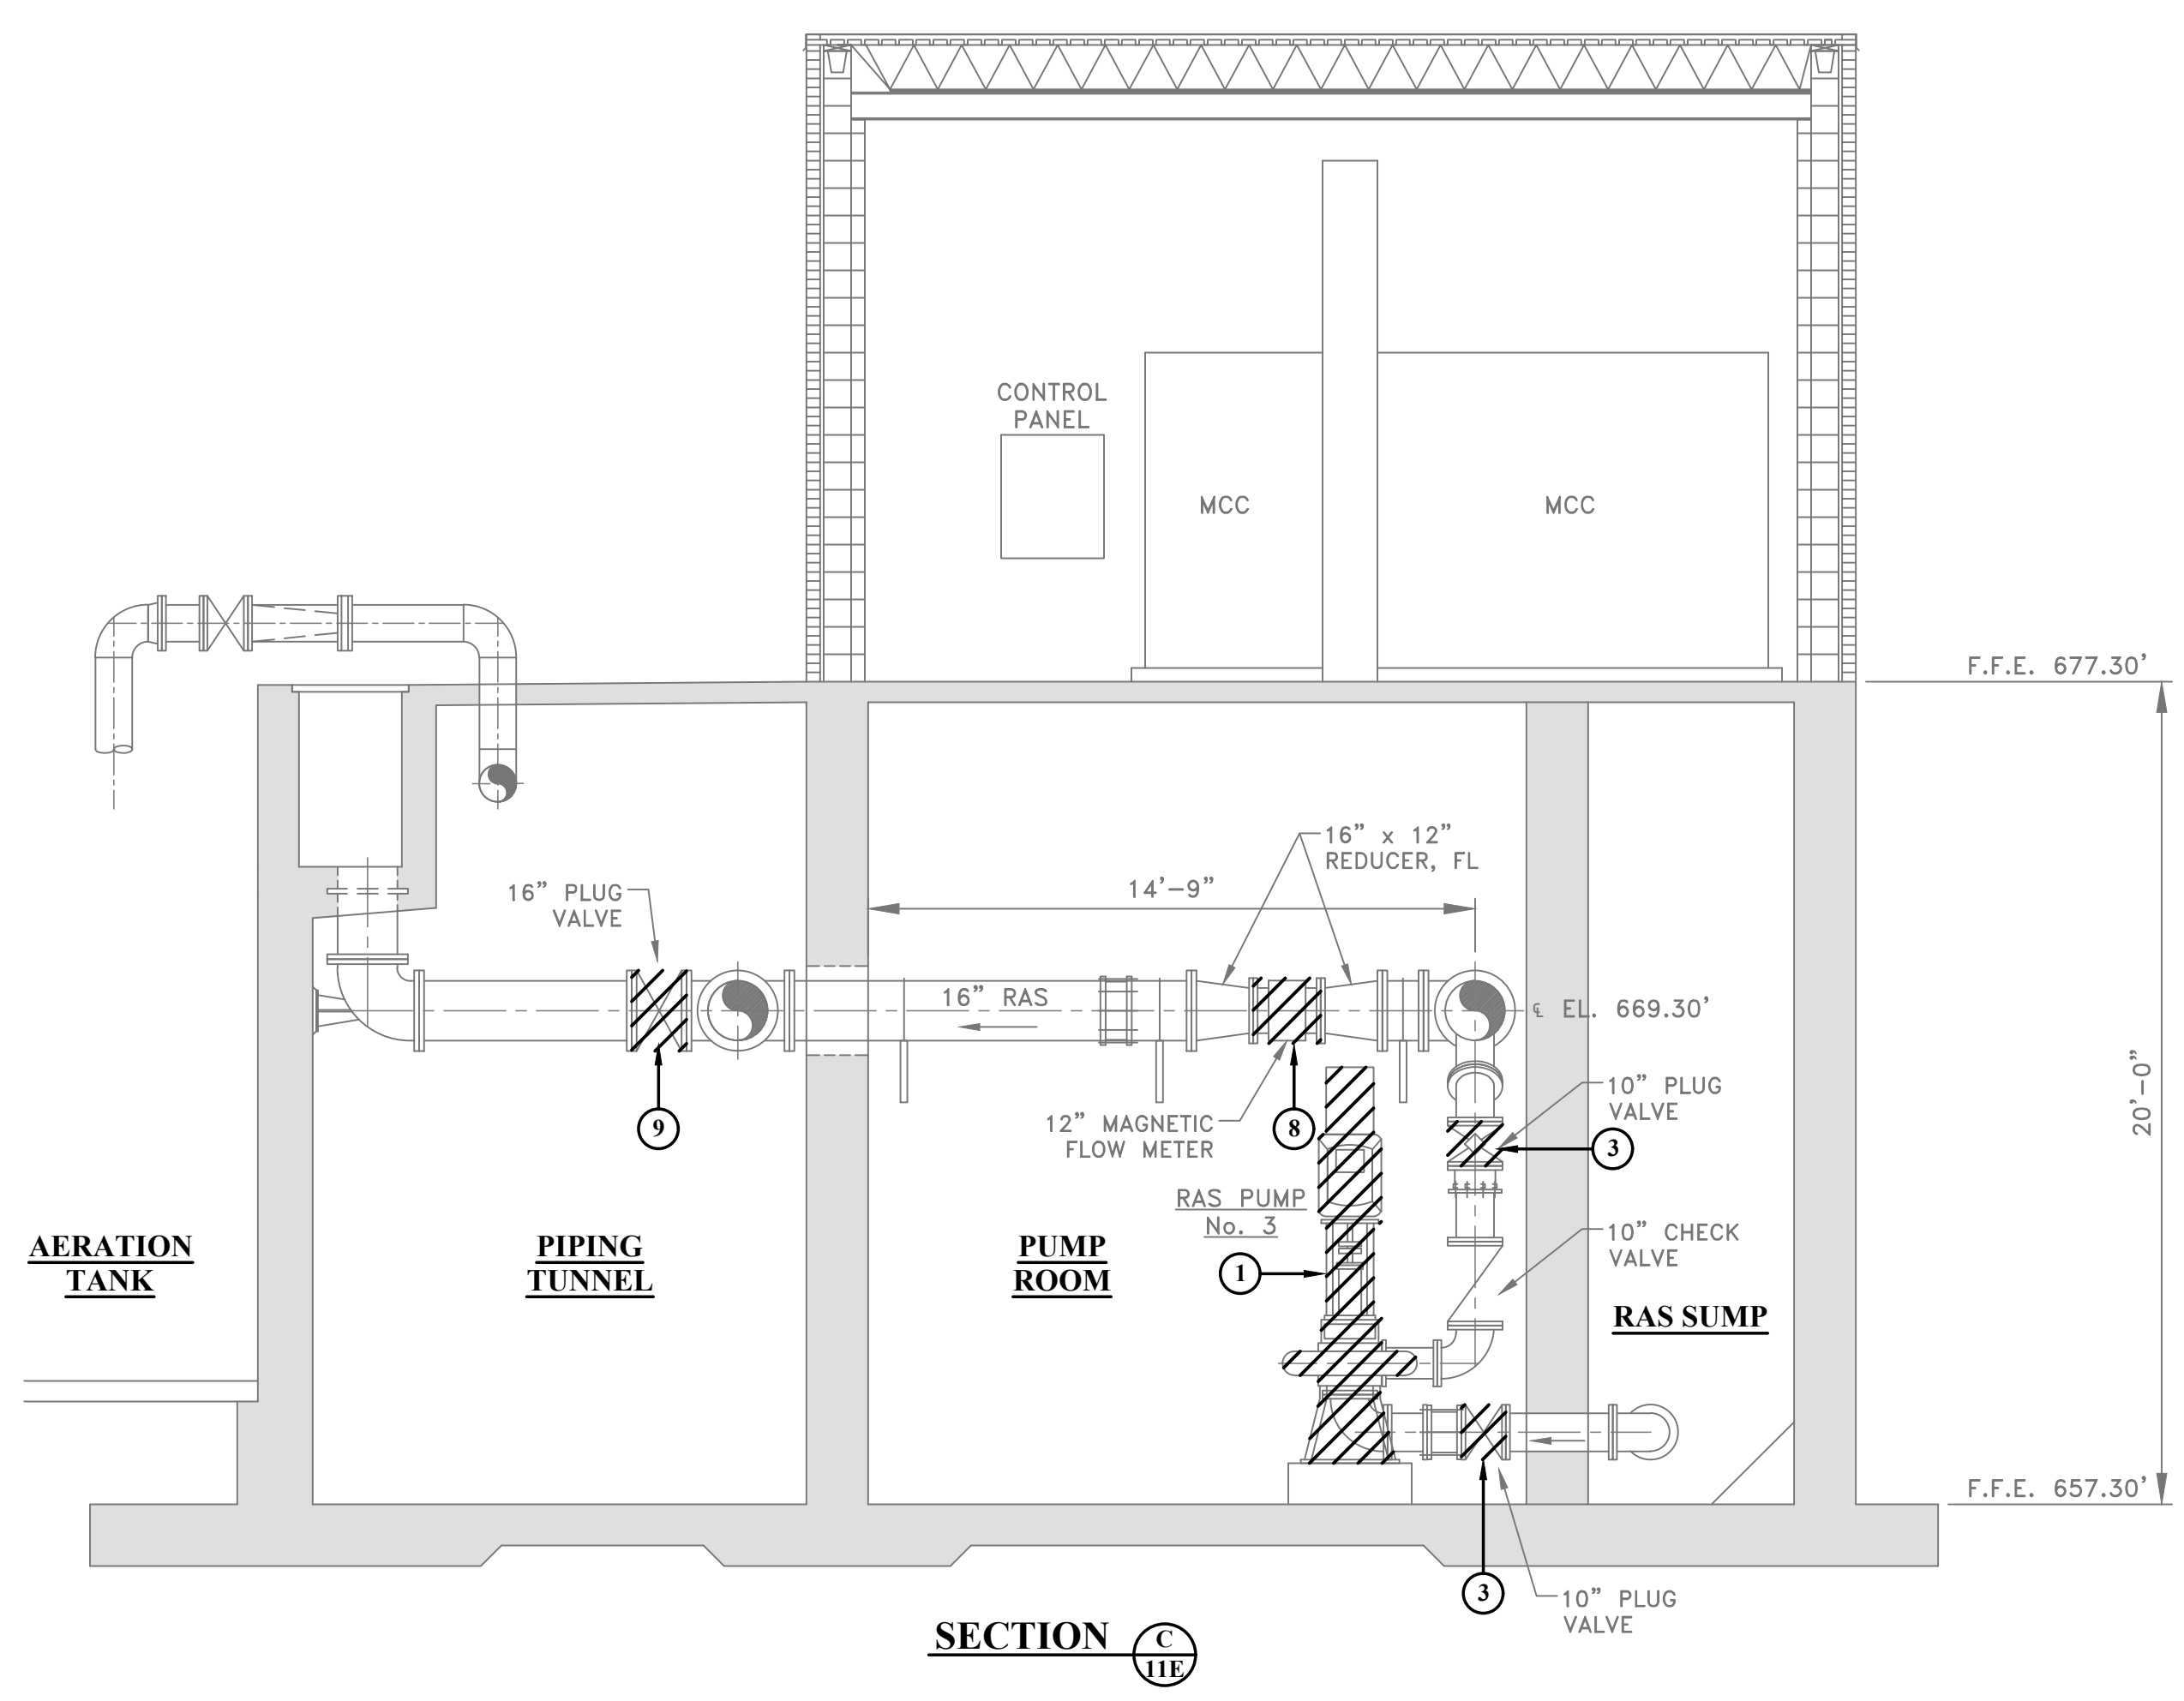 CONTROL
PANEL
MCC
MCC
F.F.E. 677.30'
16" x 12"
REDUCER, FL
14'-9"
16" PLUG
VALVE
16" RAS
℄ EL. 669.30'
12" MAGNETIC
FLOW METER
9
8
10" PLUG
VALVE
3
20'-0"
RAS PUMP
No. 3
1
10" CHECK
VALVE
AERATION
TANK
PIPING
TUNNEL
PUMP
ROOM
RAS SUMP
F.F.E. 657.30'
3
10" PLUG
VALVE
SECTION
C
11E